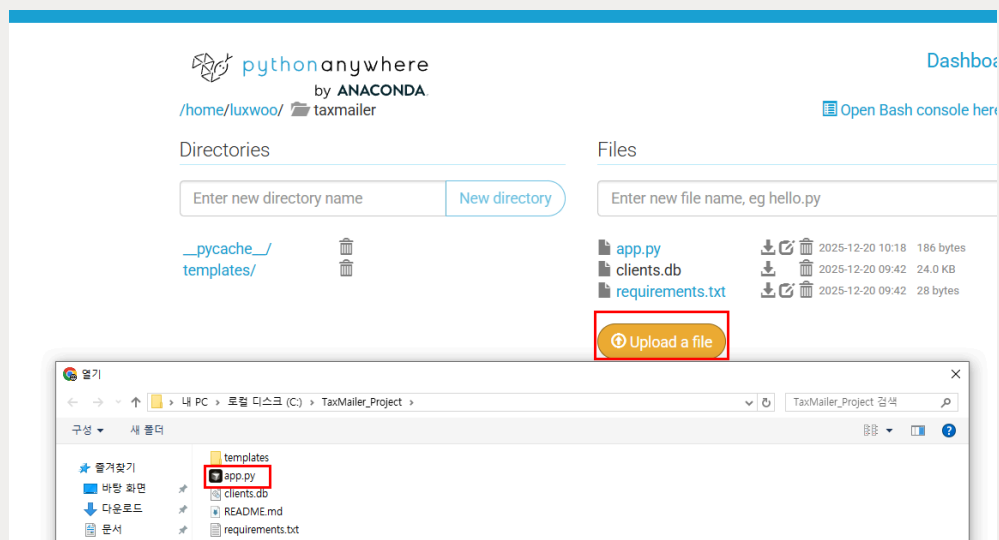 pythonanywhere
by ANACONDA.
Dashboa
/home/luxwoo/ taxmailer
Open Bash console here
Directories
Files
Enter new directory name
New directory
Enter new file name, eg hello.py
__pycache__/
templates/
app.py 2025-12-20 10:18 186 bytes
clients.db 2025-12-20 09:42 24.0 KB
requirements.txt 2025-12-20 09:42 28 bytes
Upload a file
열기
내 PC > 로컬 디스크 (C:) > TaxMailer_Project >
TaxMailer_Project 검색
구성
새 폴더
즐겨찾기
바탕 화면
다운로드
문서
templates
app.py
clients.db
README.md
requirements.txt